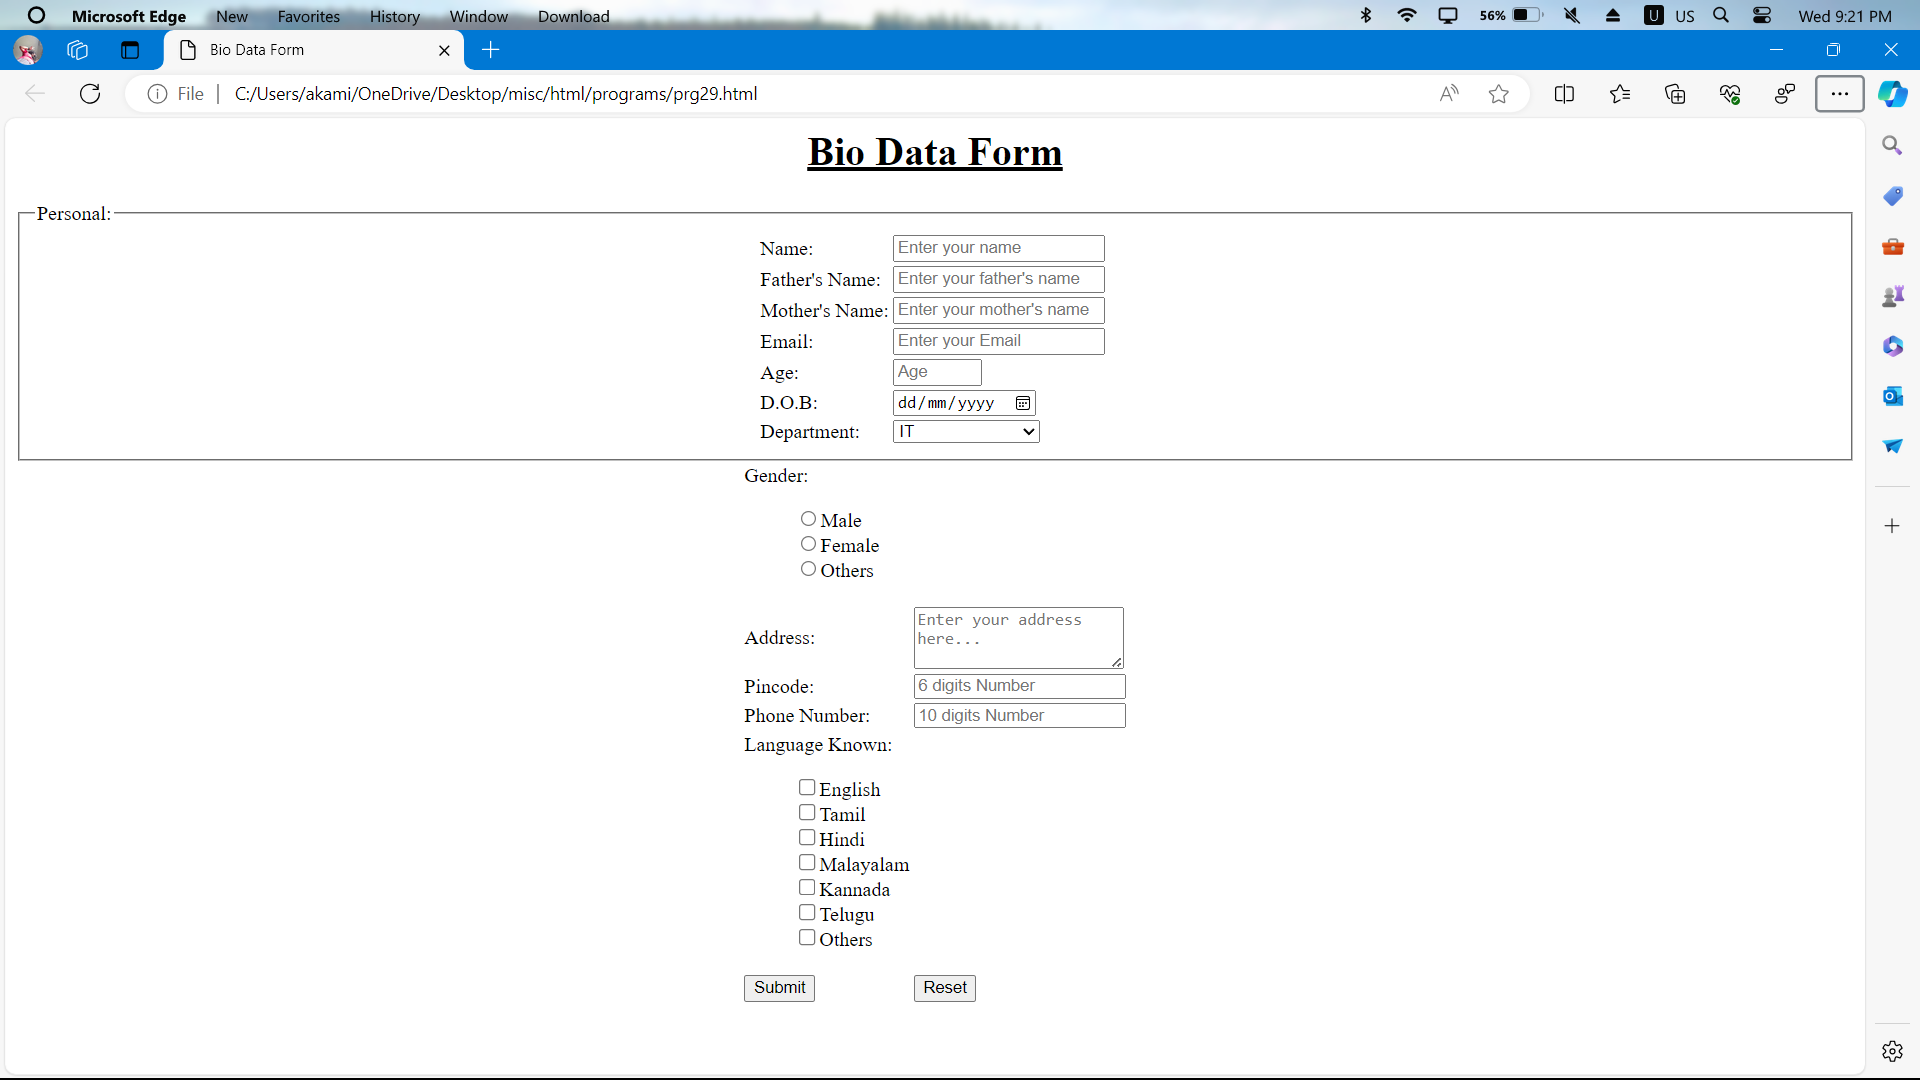 Microsoft Edge New Favorites History Window Download 56% U US Wed 9:21 PM
Bio Data Form
File C:/Users/akami/OneDrive/Desktop/misc/html/programs/prg29.html
Bio Data Form
Personal:
Name: Enter your name
Father's Name: Enter your father's name
Mother's Name: Enter your mother's name
Email: Enter your Email
Age: Age
D.O.B: dd/mm/yyyy
Department: IT
Gender:
Male
Female
Others
Address: Enter your address
here...
Pincode: 6 digits Number
Phone Number: 10 digits Number
Language Known:
English
Tamil
Hindi
Malayalam
Kannada
Telugu
Others
Submit Reset